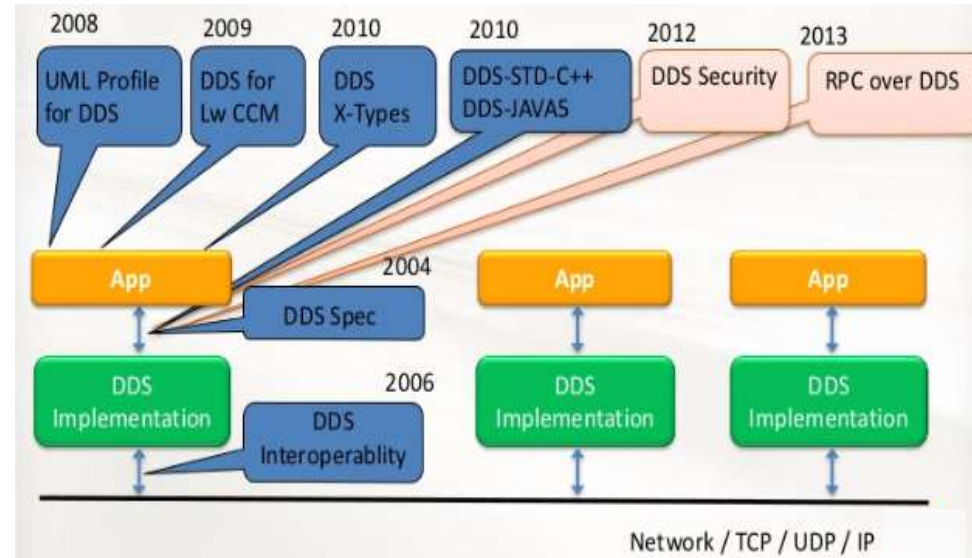 2008
2009
2010
2010
2012
2013
UML Profile
for DDS
DDS for
Lw CCM
DDS
X-Types
DDS-STD-C++
DDS-JAVA5
DDS Security
RPC over DDS
App
2004
App
App
DDS Spec
DDS
Implementation
2006
DDS
Interoperablity
DDS
Implementation
DDS
Implementation
Network / TCP / UDP / IP